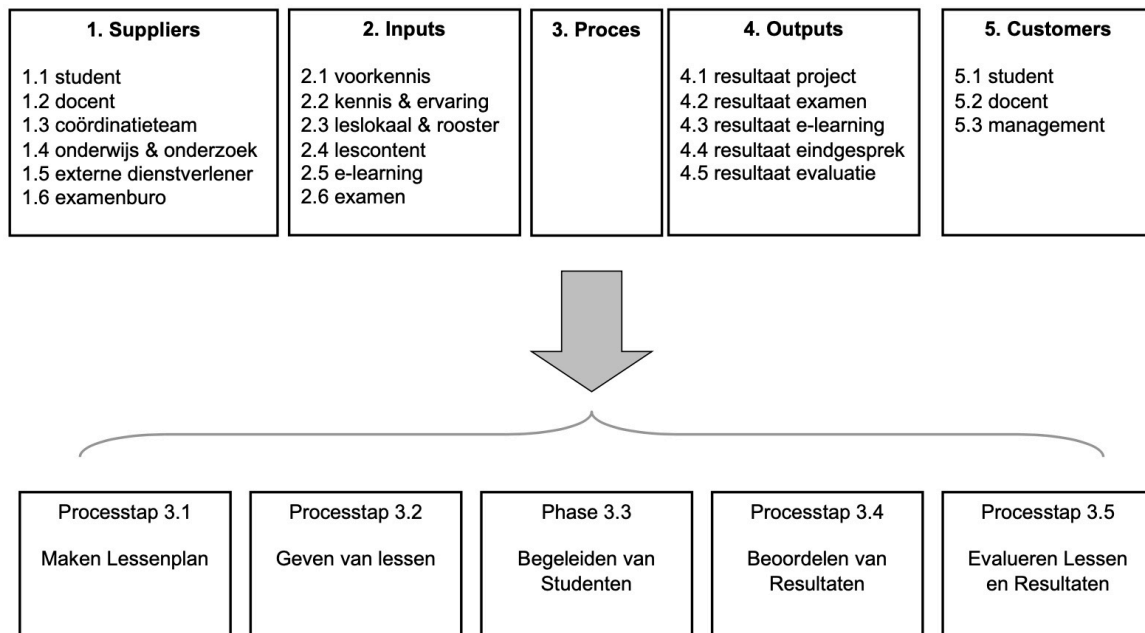 1. Suppliers
1.1 student
1.2 docent
1.3 coördinatieteam
1.4 onderwijs & onderzoek
1.5 externe dienstverlener
1.6 examenburo
2. Inputs
2.1 voorkennis
2.2 kennis & ervaring
2.3 leslokaal & rooster
2.4 lescontent
2.5 e-learning
2.6 examen
3. Proces
4. Outputs
4.1 resultaat project
4.2 resultaat examen
4.3 resultaat e-learning
4.4 resultaat eindgesprek
4.5 resultaat evaluatie
5. Customers
5.1 student
5.2 docent
5.3 management
Processtap 3.1
Maken Lessenplan
Processtap 3.2
Geven van lessen
Phase 3.3
Begeleiden van
Studenten
Processtap 3.4
Beoordelen van
Resultaten
Processtap 3.5
Evalueren Lessen
en Resultaten